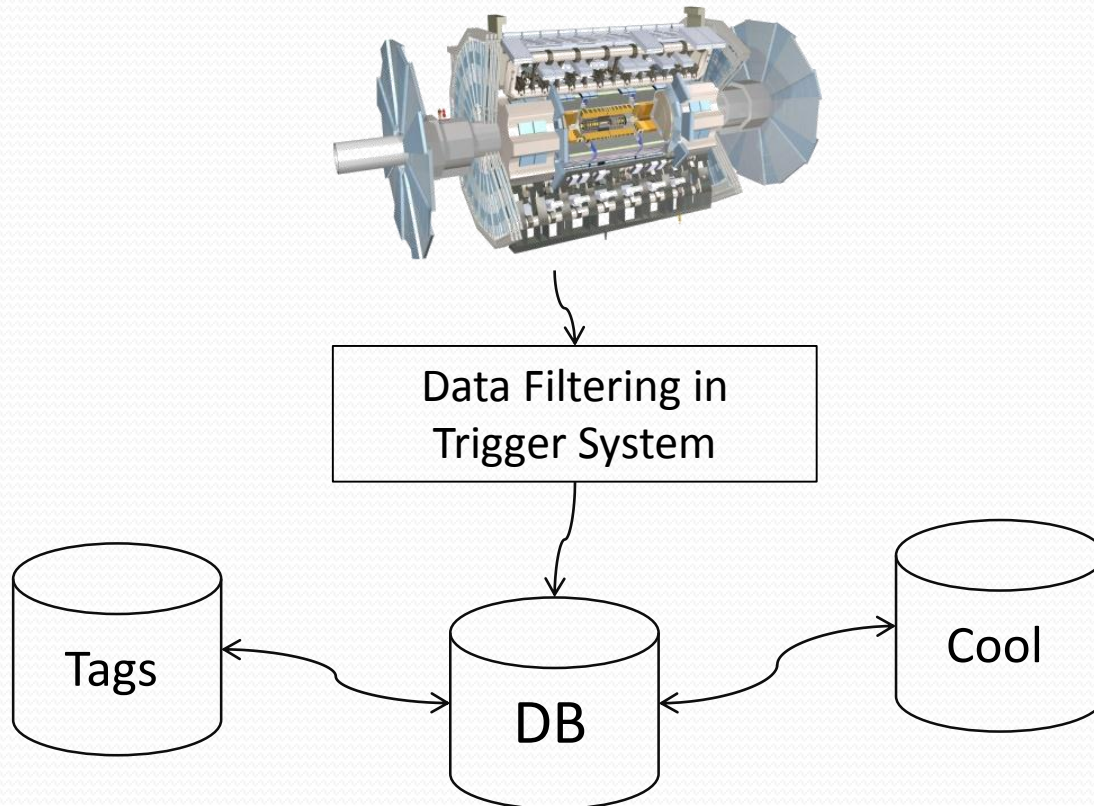 Data Filtering in
Trigger System
Tags
DB
Cool